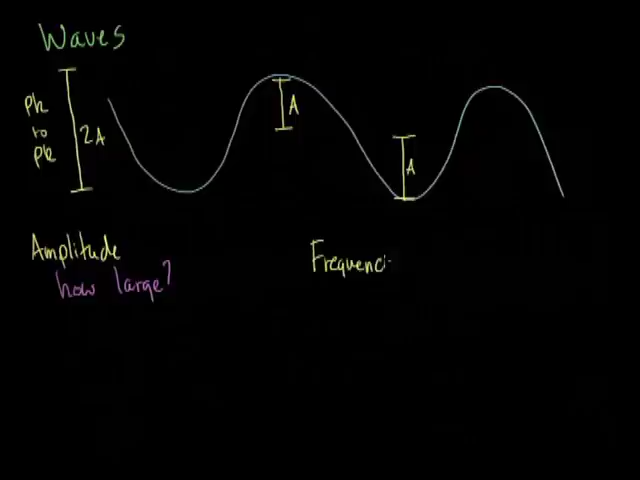 Waves
Pk
to
Pk
2A
A
A
Amplitude
how large?
Frequenc